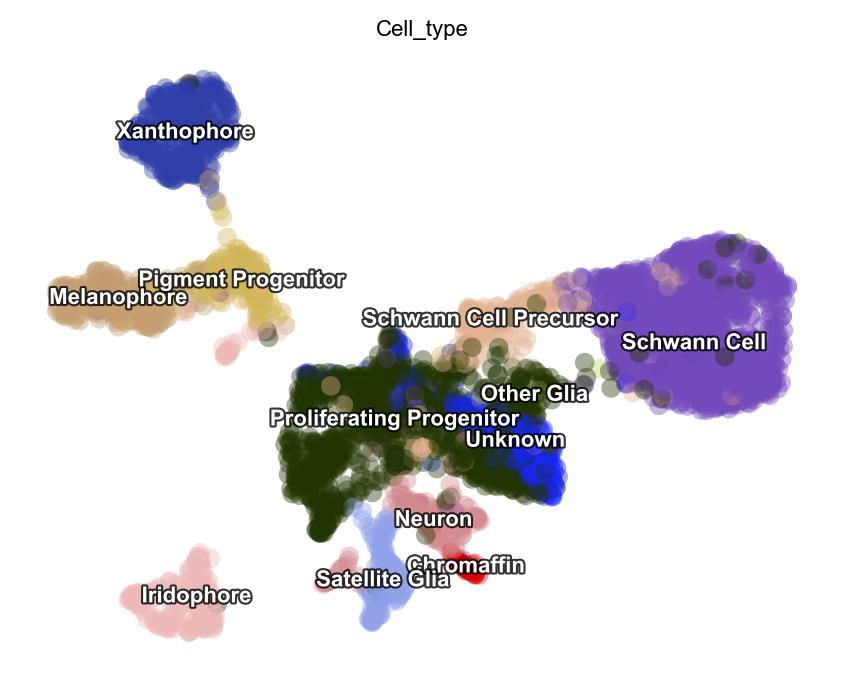 Cell_type
Xanthophore
Pigment Progenitor
Melanophore
Schwann Cell Precursor
Schwann Cell
Other Glia
Proliferating Progenitor
Unknown
Neuron
Chromaffin
Satellite Glia
Iridophore